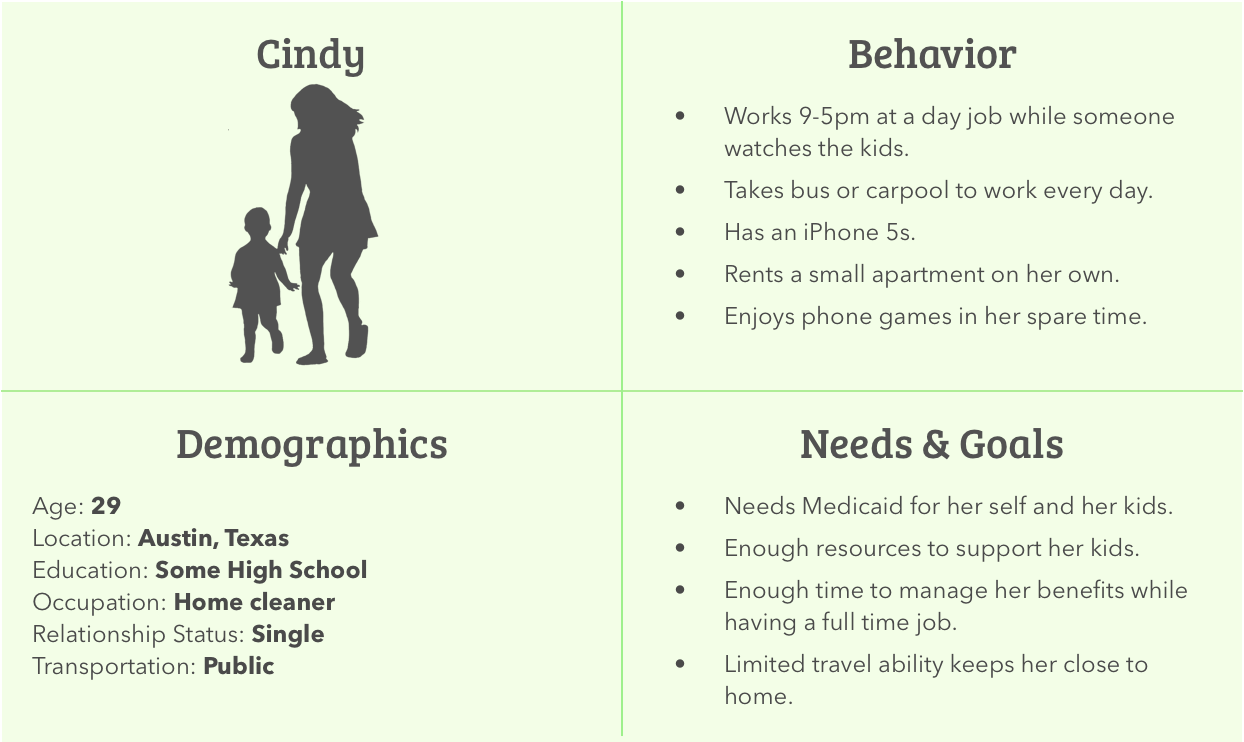 Cindy
Behavior
• Works 9-5pm at a day job while someone
watches the kids.
• Takes bus or carpool to work every day.
• Has an iPhone 5s.
• Rents a small apartment on her own.
• Enjoys phone games in her spare time.
Demographics
Age: 29
Location: Austin, Texas
Education: Some High School
Occupation: Home cleaner
Relationship Status: Single
Transportation: Public
Needs & Goals
• Needs Medicaid for her self and her kids.
• Enough resources to support her kids.
• Enough time to manage her benefits while
having a full time job.
• Limited travel ability keeps her close to
home.